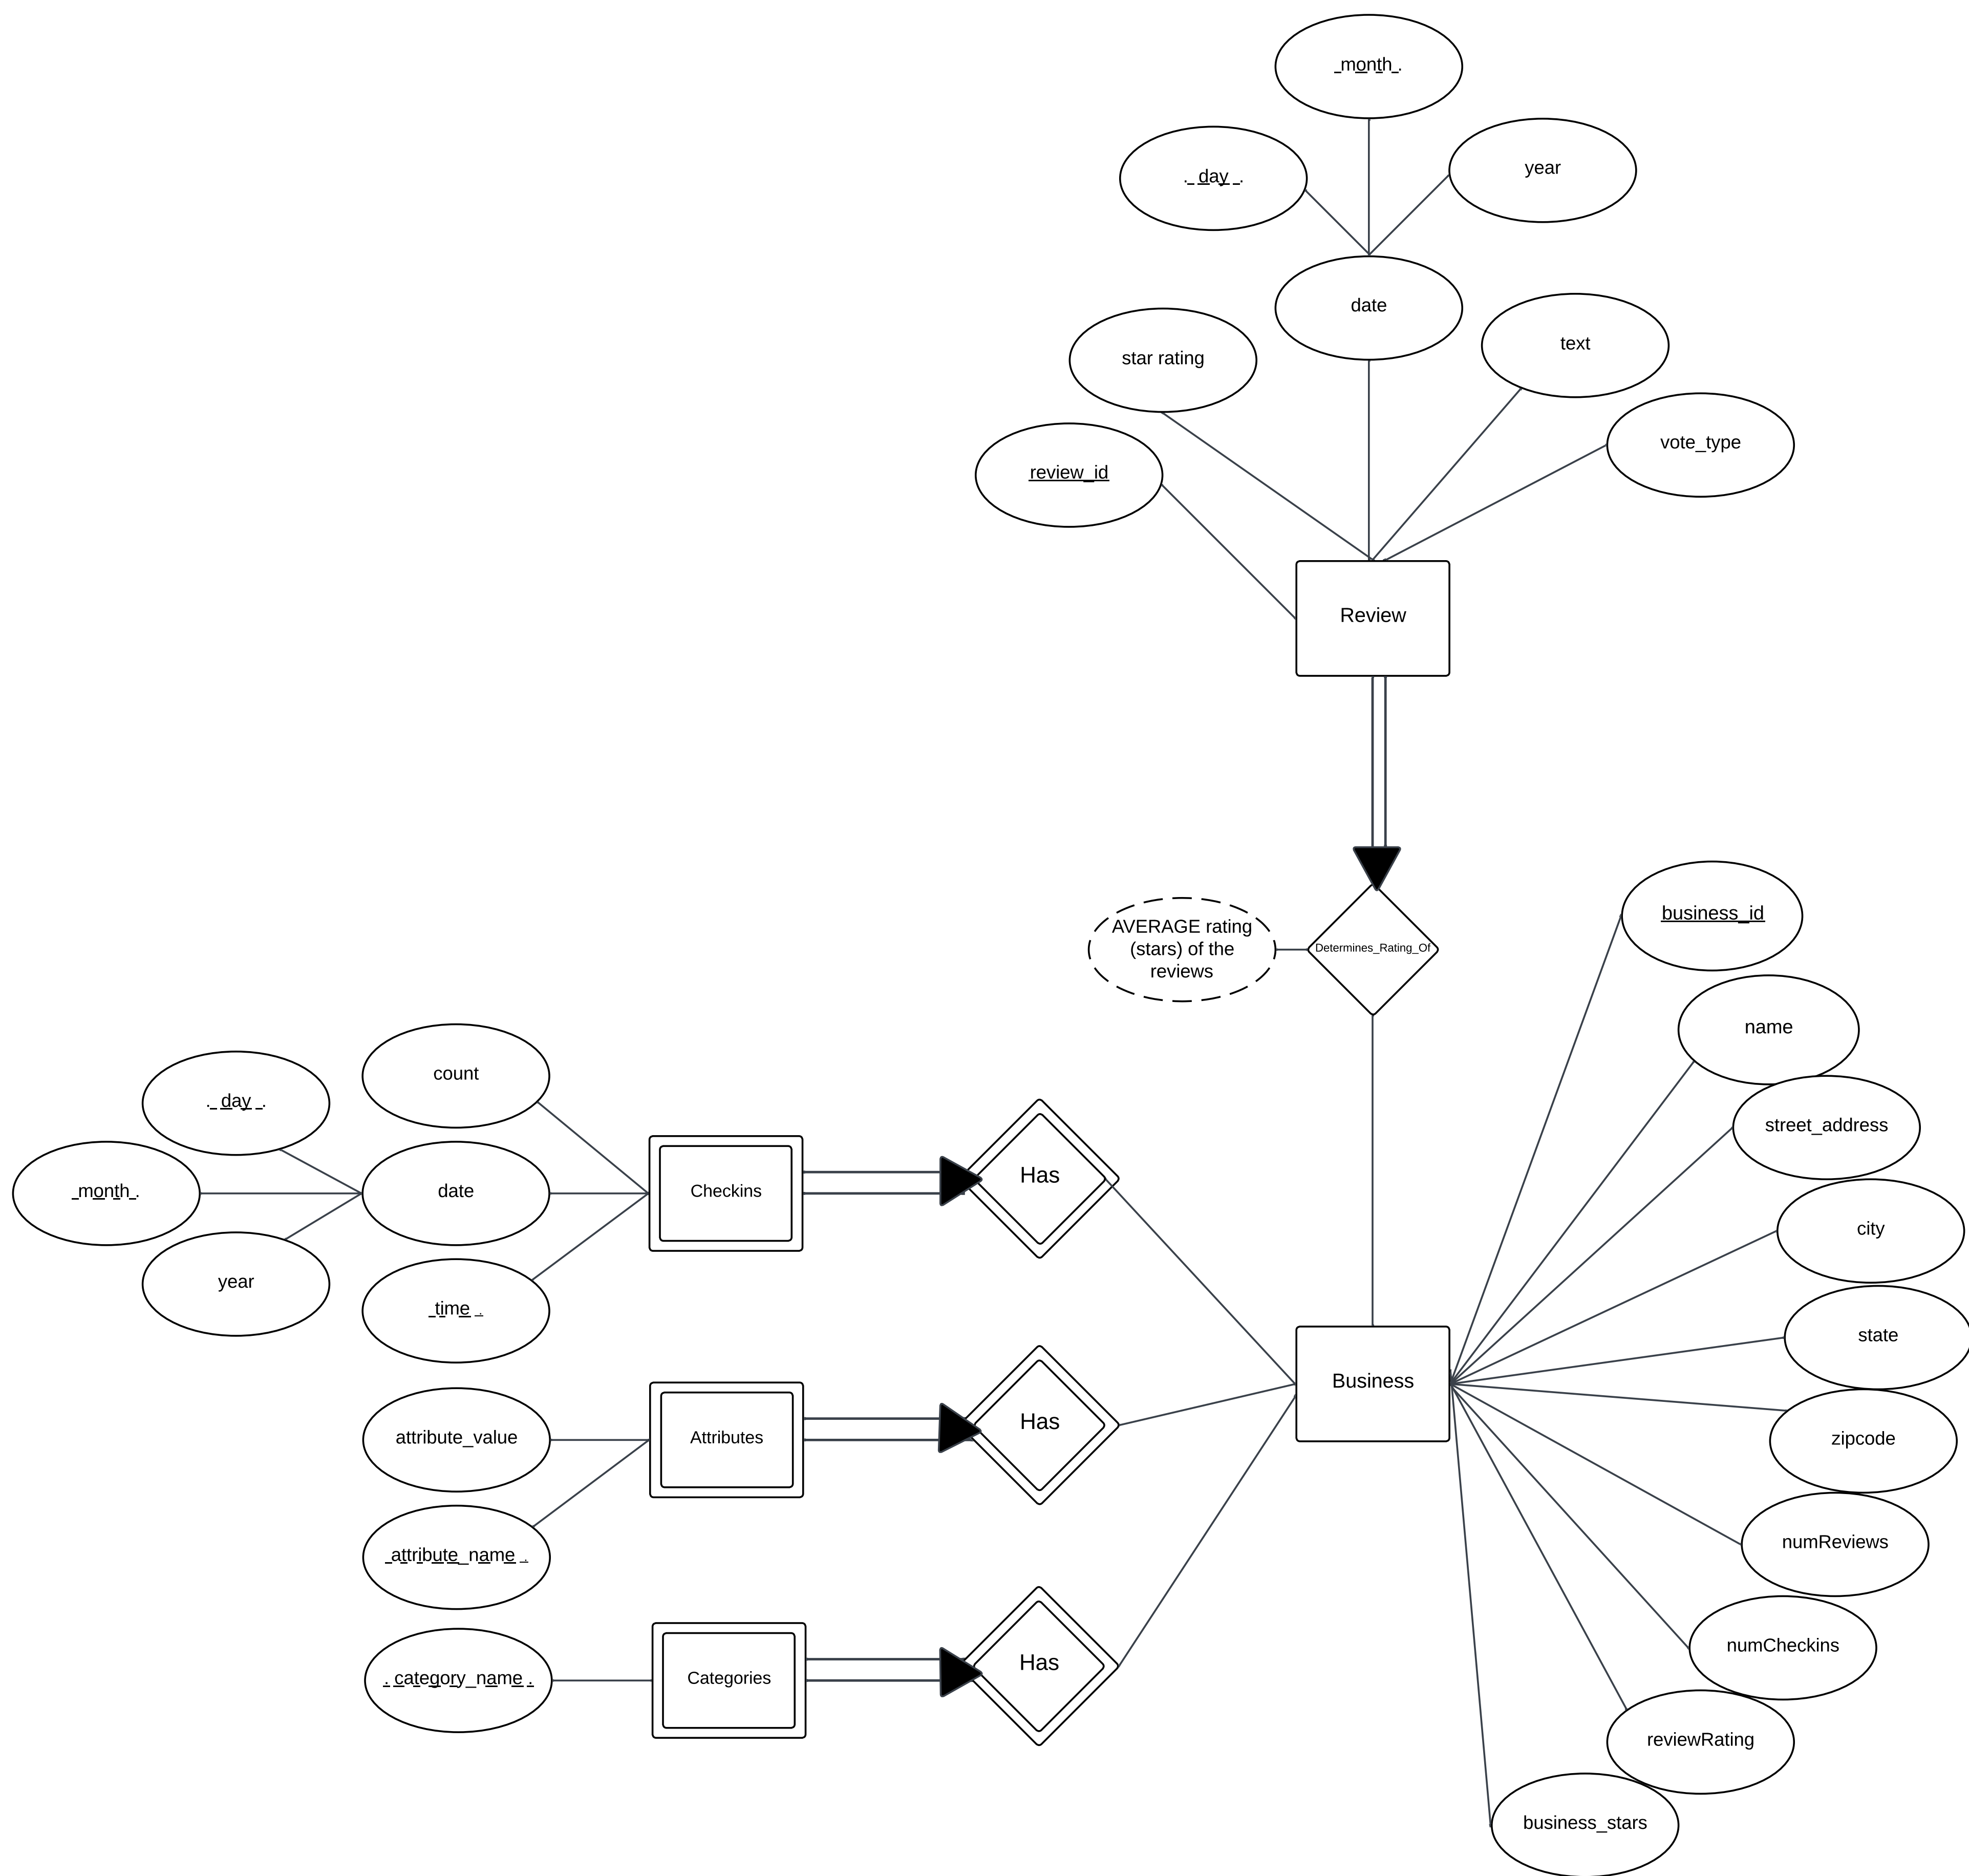 month .
. day .
year
date
text
star rating
vote_type
review_id
Review
business_id
AVERAGE rating
(stars) of the
reviews
Determines_Rating_Of
name
count
. day .
street_address
Has
month .
date
Checkins
city
year
time .
state
Business
attribute_value
Attributes
Has
zipcode
numReviews
attribute_name .
numCheckins
. category_name .
Categories
Has
reviewRating
business_stars